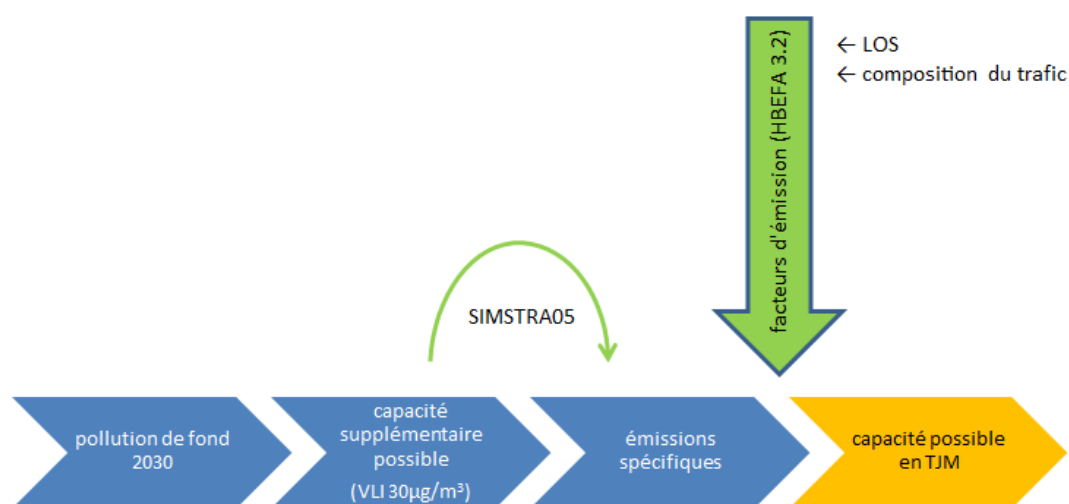 ← LOS
← composition du trafic
facteurs d'émission (HBEFA 3.2)
SIMSTRA05
pollution de fond
2030
capacité
supplémentaire
possible
(VLI 30µg/m³)
émissions
spécifiques
capacité possible
en TJM